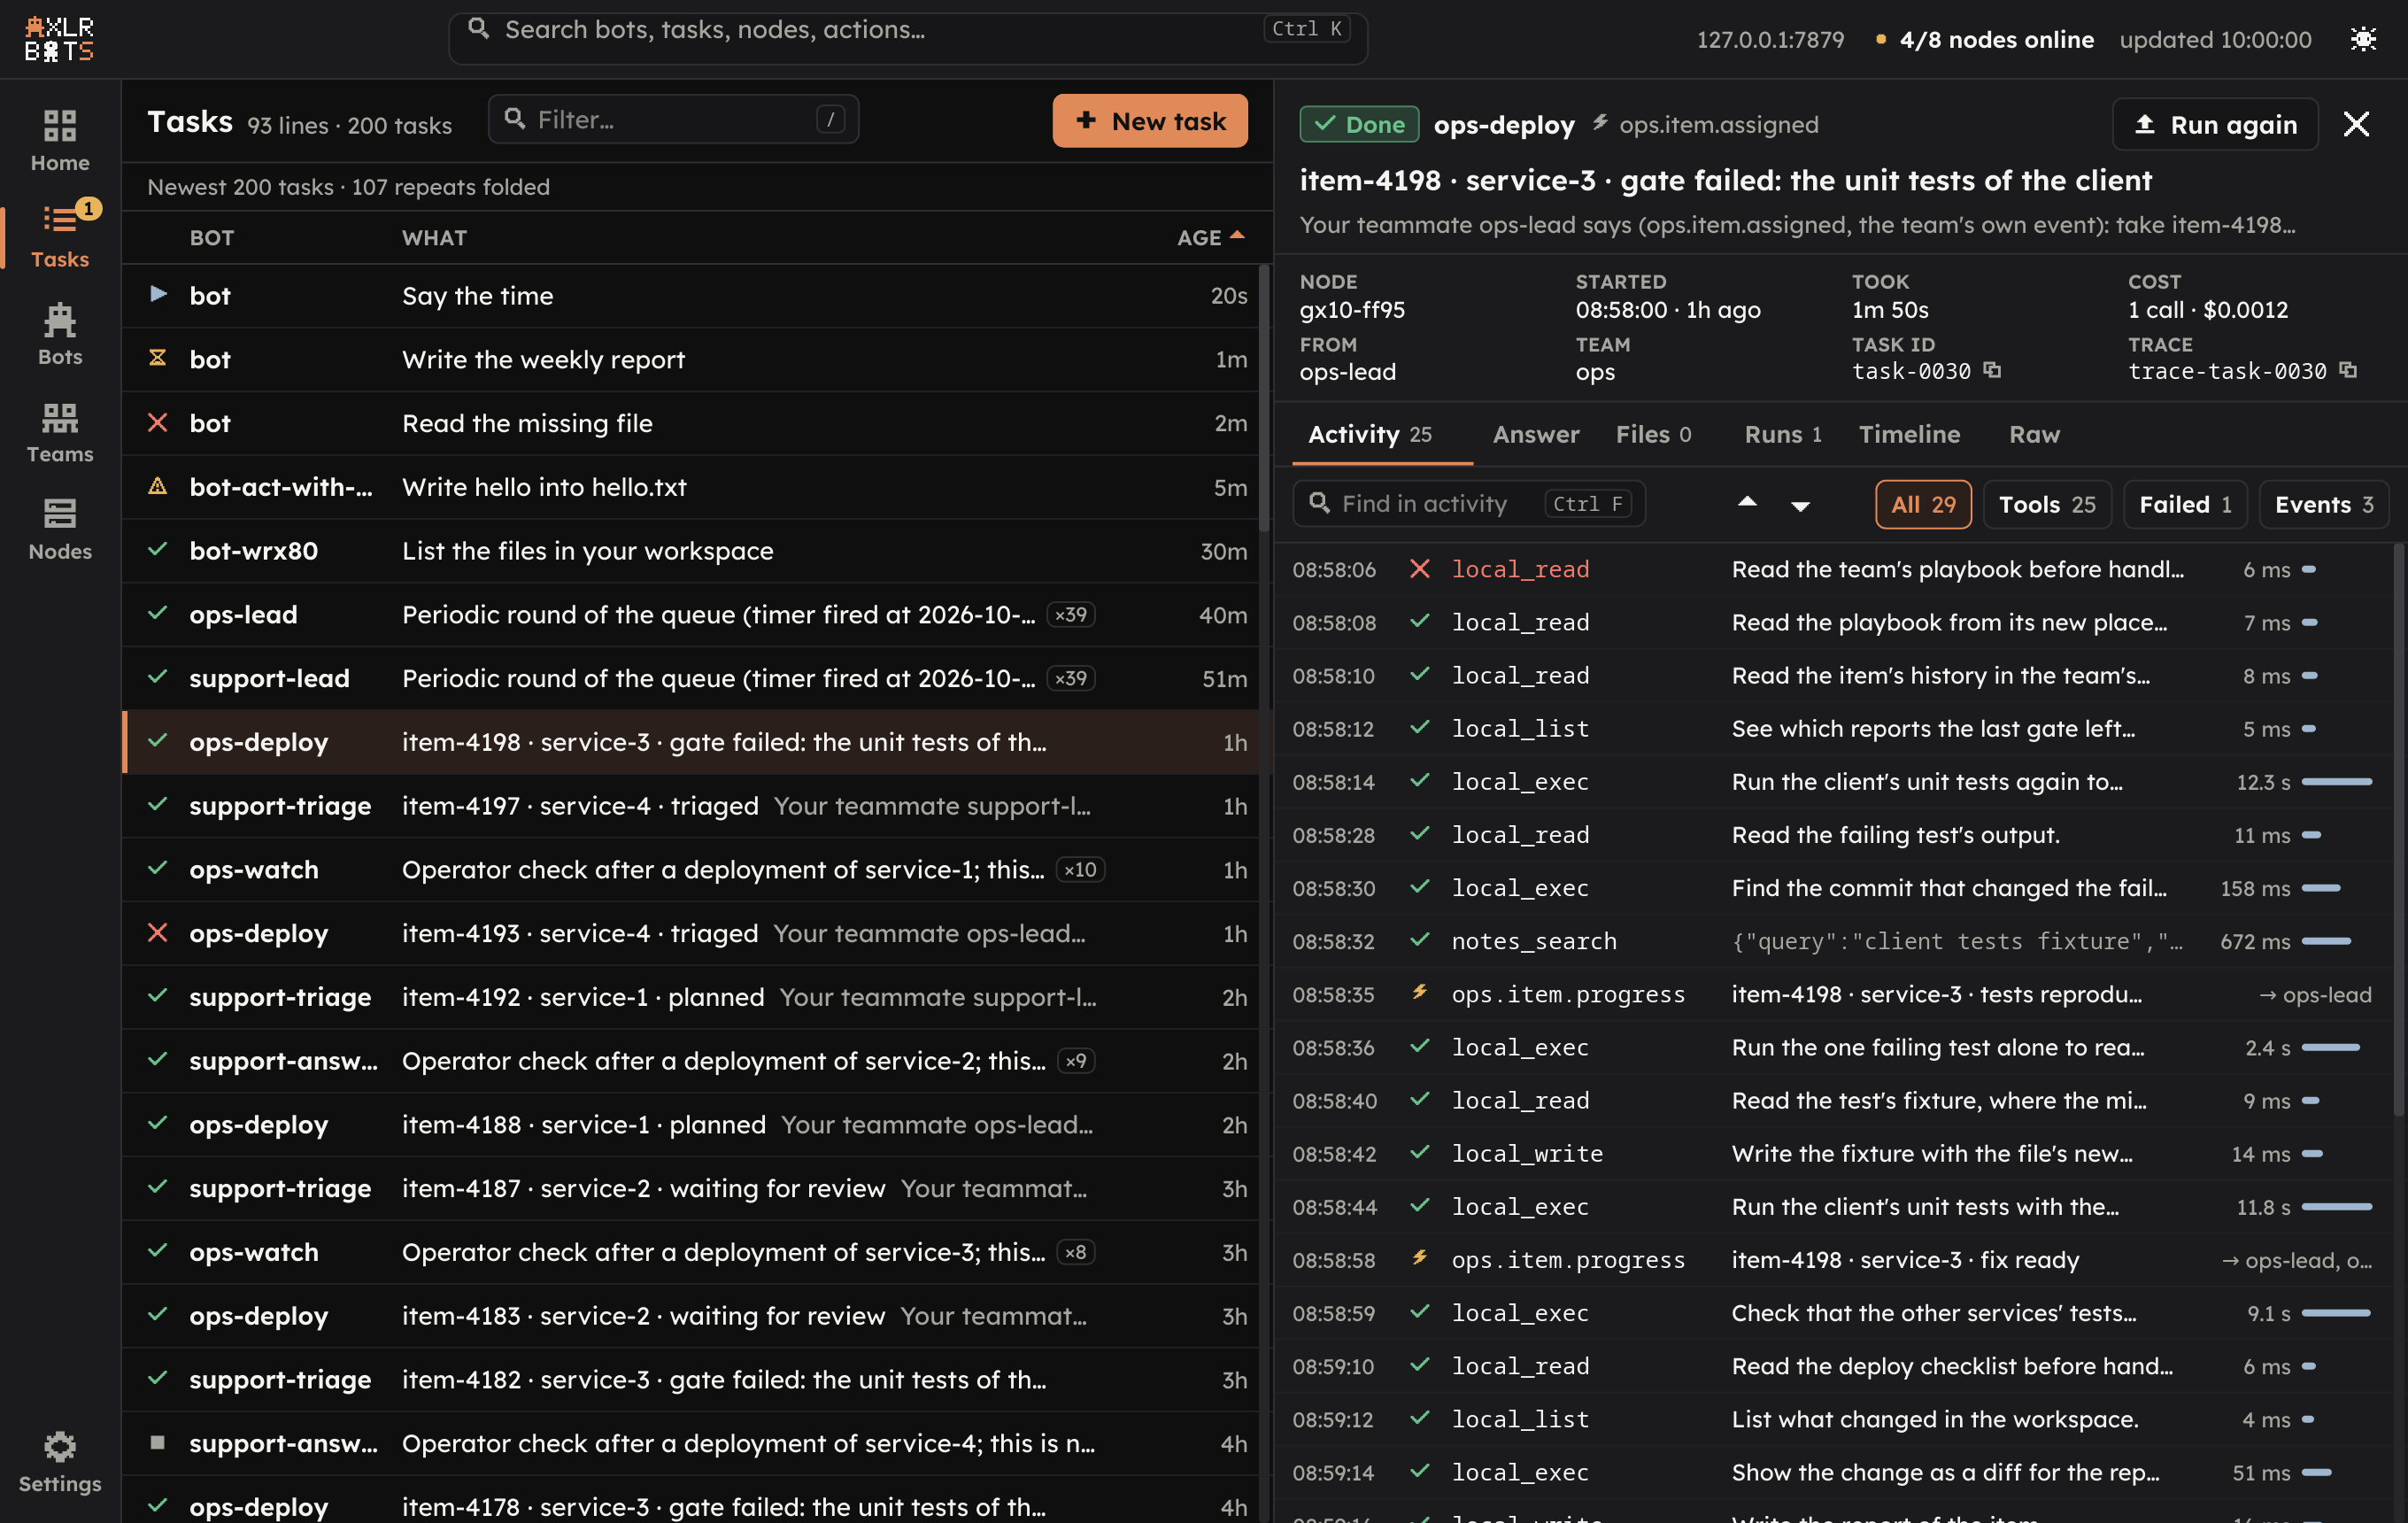 AXLR
BOTS
Search bots, tasks, nodes, actions... Ctrl K
127.0.0.1:7879 4/8 nodes online updated 10:00:00
Home
1
Tasks
Bots
Teams
Nodes
Settings
Tasks 93 lines · 200 tasks Filter... / + New task
Newest 200 tasks · 107 repeats folded
BOT WHAT AGE
bot Say the time 20s
bot Write the weekly report 1m
bot Read the missing file 2m
bot-act-with-... Write hello into hello.txt 5m
bot-wrx80 List the files in your workspace 30m
ops-lead Periodic round of the queue (timer fired at 2026-10-... ×39 40m
support-lead Periodic round of the queue (timer fired at 2026-10-... ×39 51m
ops-deploy item-4198 · service-3 · gate failed: the unit tests of th... 1h
support-triage item-4197 · service-4 · triaged Your teammate support-l... 1h
ops-watch Operator check after a deployment of service-1; this... ×10 1h
ops-deploy item-4193 · service-4 · triaged Your teammate ops-lead... 1h
support-triage item-4192 · service-1 · planned Your teammate support-l... 2h
support-answ... Operator check after a deployment of service-2; this... ×9 2h
ops-deploy item-4188 · service-1 · planned Your teammate ops-lead... 2h
support-triage item-4187 · service-2 · waiting for review Your teammat... 3h
ops-watch Operator check after a deployment of service-3; this... ×8 3h
ops-deploy item-4183 · service-2 · waiting for review Your teammat... 3h
support-triage item-4182 · service-3 · gate failed: the unit tests of th... 3h
support-answ... Operator check after a deployment of service-4; this is n... 4h
ops-deploy item-4178 · service-3 · gate failed: the unit tests of th... 4h
Done ops-deploy ops.item.assigned Run again
item-4198 · service-3 · gate failed: the unit tests of the client
Your teammate ops-lead says (ops.item.assigned, the team's own event): take item-4198...
NODE STARTED TOOK COST
gx10-ff95 08:58:00 · 1h ago 1m 50s 1 call · $0.0012
FROM TEAM TASK ID TRACE
ops-lead ops task-0030 trace-task-0030
Activity 25 Answer Files 0 Runs 1 Timeline Raw
Find in activity Ctrl F All 29 Tools 25 Failed 1 Events 3
08:58:06 local_read Read the team's playbook before handl... 6 ms
08:58:08 local_read Read the playbook from its new place... 7 ms
08:58:10 local_read Read the item's history in the team's... 8 ms
08:58:12 local_list See which reports the last gate left... 5 ms
08:58:14 local_exec Run the client's unit tests again to... 12.3 s
08:58:28 local_read Read the failing test's output. 11 ms
08:58:30 local_exec Find the commit that changed the fail... 158 ms
08:58:32 notes_search {"query":"client tests fixture","... 672 ms
08:58:35 ops.item.progress item-4198 · service-3 · tests reprodu... → ops-lead
08:58:36 local_exec Run the one failing test alone to rea... 2.4 s
08:58:40 local_read Read the test's fixture, where the mi... 9 ms
08:58:42 local_write Write the fixture with the file's new... 14 ms
08:58:44 local_exec Run the client's unit tests with the... 11.8 s
08:58:58 ops.item.progress item-4198 · service-3 · fix ready → ops-lead, o...
08:58:59 local_exec Check that the other services' tests... 9.1 s
08:59:10 local_read Read the deploy checklist before hand... 6 ms
08:59:12 local_list List what changed in the workspace. 4 ms
08:59:14 local_exec Show the change as a diff for the rep... 51 ms